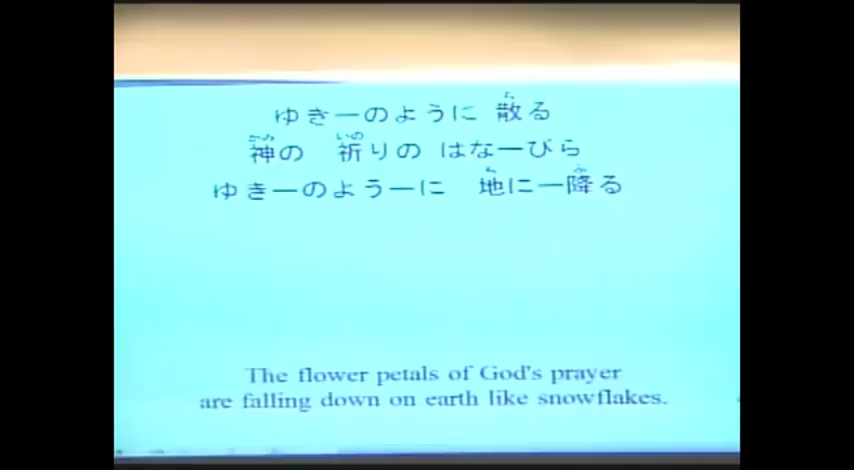 ゆきーのように 散る
神の 祈りの はなーびら
ゆきーのようーに 地にー降る
The flower petals of God's prayer
are falling down on earth like snowflakes.